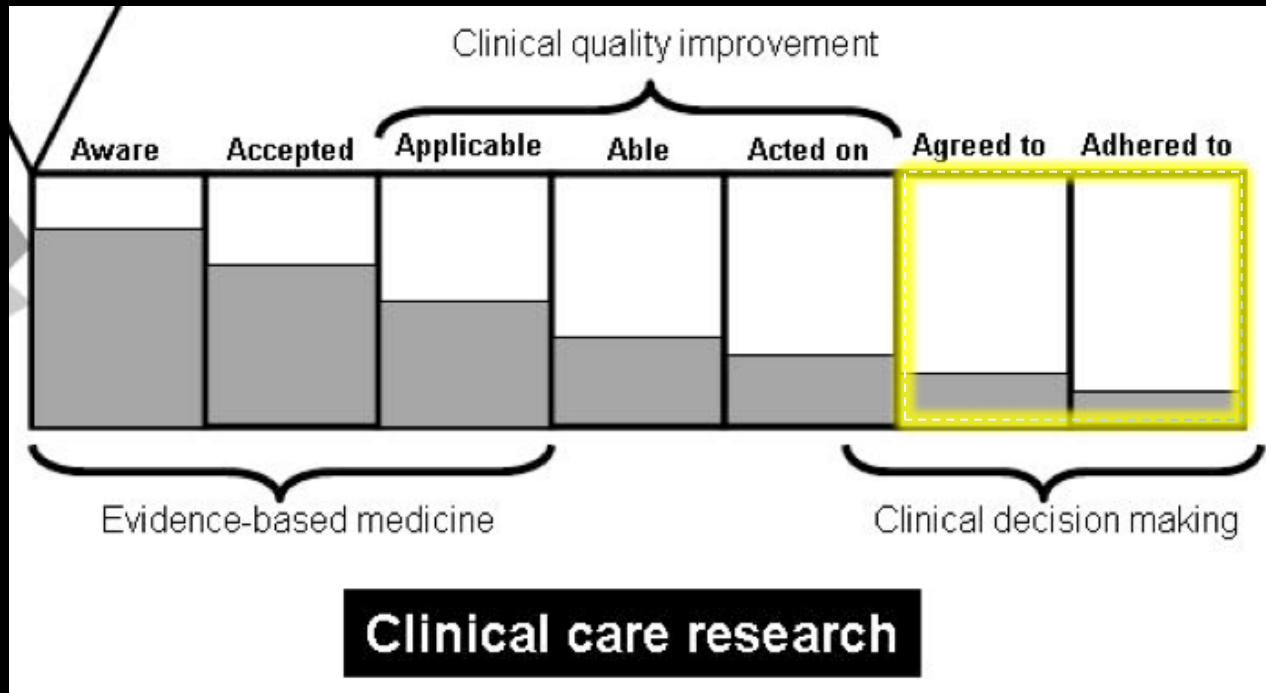 Clinical quality improvement
Aware Accepted Applicable Able Acted on Agreed to Adhered to
Evidence-based medicine Clinical decision making
Clinical care research